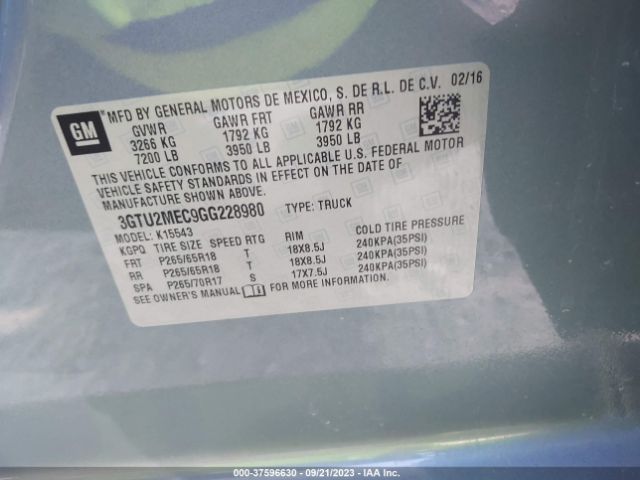 GM
MFD BY GENERAL MOTORS DE MEXICO, S. DE R.L. DE C.V. 02/16
GVWR GAWR FRT GAWR RR
3266 KG 1792 KG 1792 KG
7200 LB 3950 LB 3950 LB
THIS VEHICLE CONFORMS TO ALL APPLICABLE U.S. FEDERAL MOTOR
VEHICLE SAFETY STANDARDS IN EFFECT ON THE DATE OF
MANUFACTURE SHOWN ABOVE.
3GTU2MEC9GG228980 TYPE: TRUCK
MODEL: K15543
KGPQ TIRE SIZE SPEED RTG RIM COLD TIRE PRESSURE
FRT P265/65R18 T 18X8.5J 240KPA(35PSI)
RR P265/65R18 T 18X8.5J 240KPA(35PSI)
SPA P265/70R17 S 17X7.5J 240KPA(35PSI)
SEE OWNER'S MANUAL FOR MORE INFORMATION.
000-37596630 - 09/21/2023 - IAA Inc.